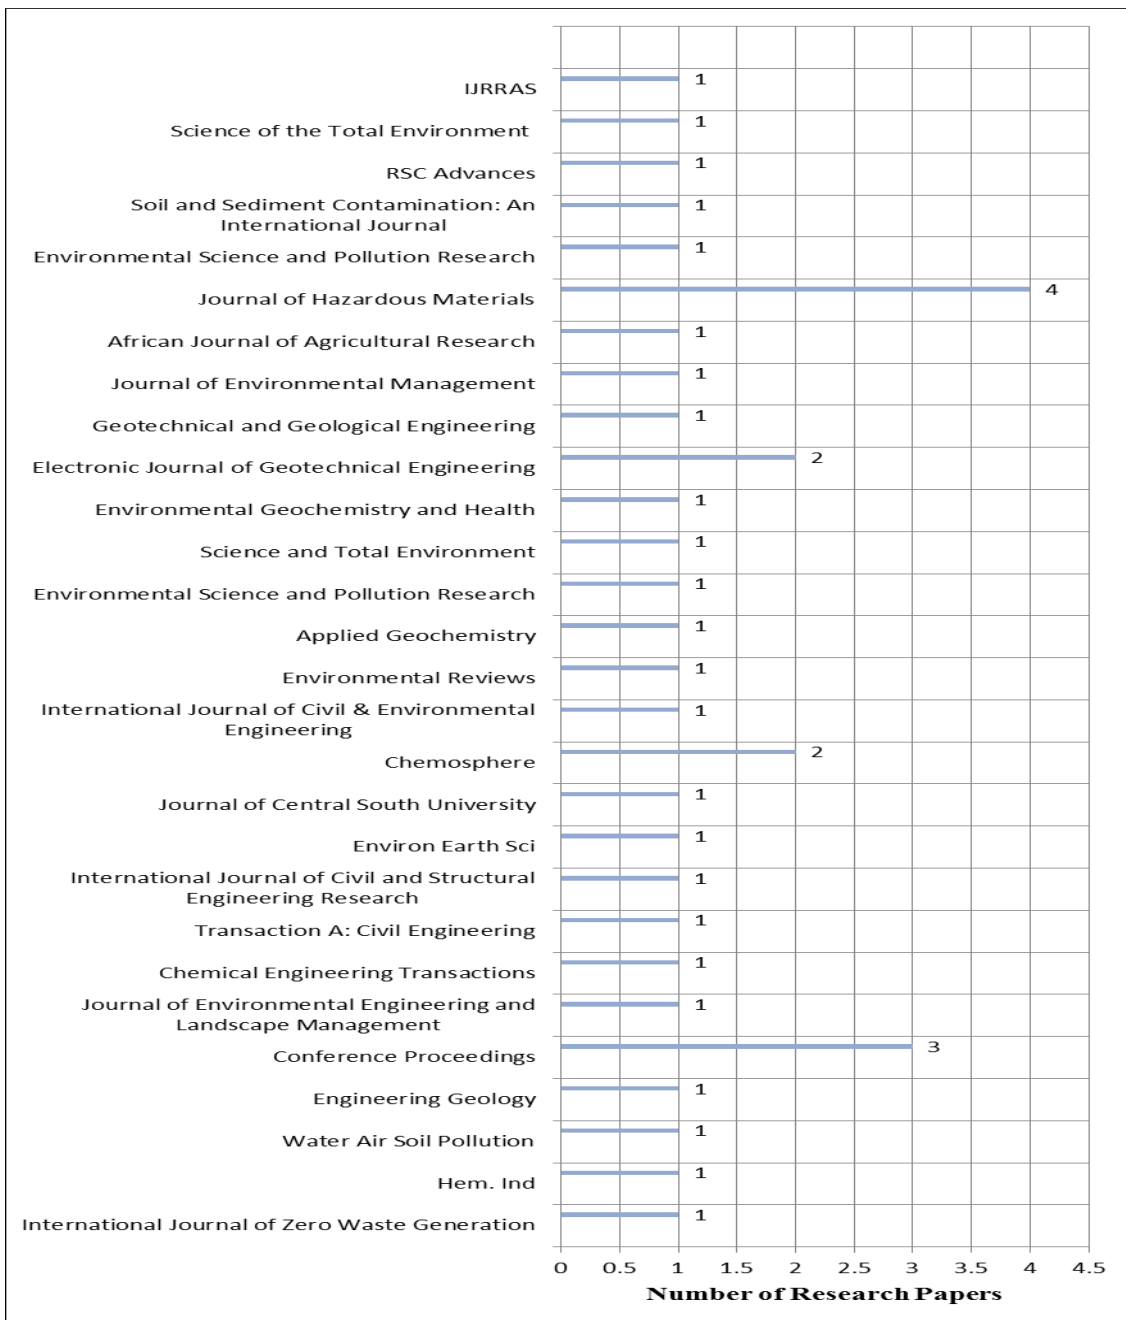 IJRRAS 1
Science of the Total Environment 1
RSC Advances 1
Soil and Sediment Contamination: An
International Journal 1
Environmental Science and Pollution Research 1
Journal of Hazardous Materials 4
African Journal of Agricultural Research 1
Journal of Environmental Management 1
Geotechnical and Geological Engineering 1
Electronic Journal of Geotechnical Engineering 2
Environmental Geochemistry and Health 1
Science and Total Environment 1
Environmental Science and Pollution Research 1
Applied Geochemistry 1
Environmental Reviews 1
International Journal of Civil & Environmental
Engineering 1
Chemosphere 2
Journal of Central South University 1
Environ Earth Sci 1
International Journal of Civil and Structural
Engineering Research 1
Transaction A: Civil Engineering 1
Chemical Engineering Transactions 1
Journal of Environmental Engineering and
Landscape Management 1
Conference Proceedings 3
Engineering Geology 1
Water Air Soil Pollution 1
Hem. Ind 1
International Journal of Zero Waste Generation 1
0 0.5 1 1.5 2 2.5 3 3.5 4 4.5
Number of Research Papers